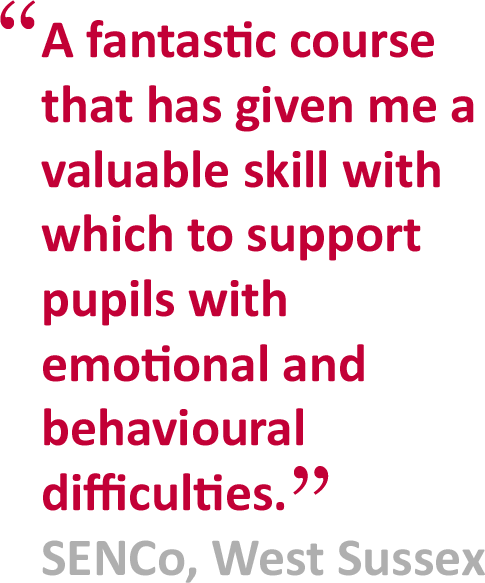 “A fantastic course
that has given me a
valuable skill with
which to support
pupils with
emotional and
behavioural
difficulties.”
SENCo, West Sussex